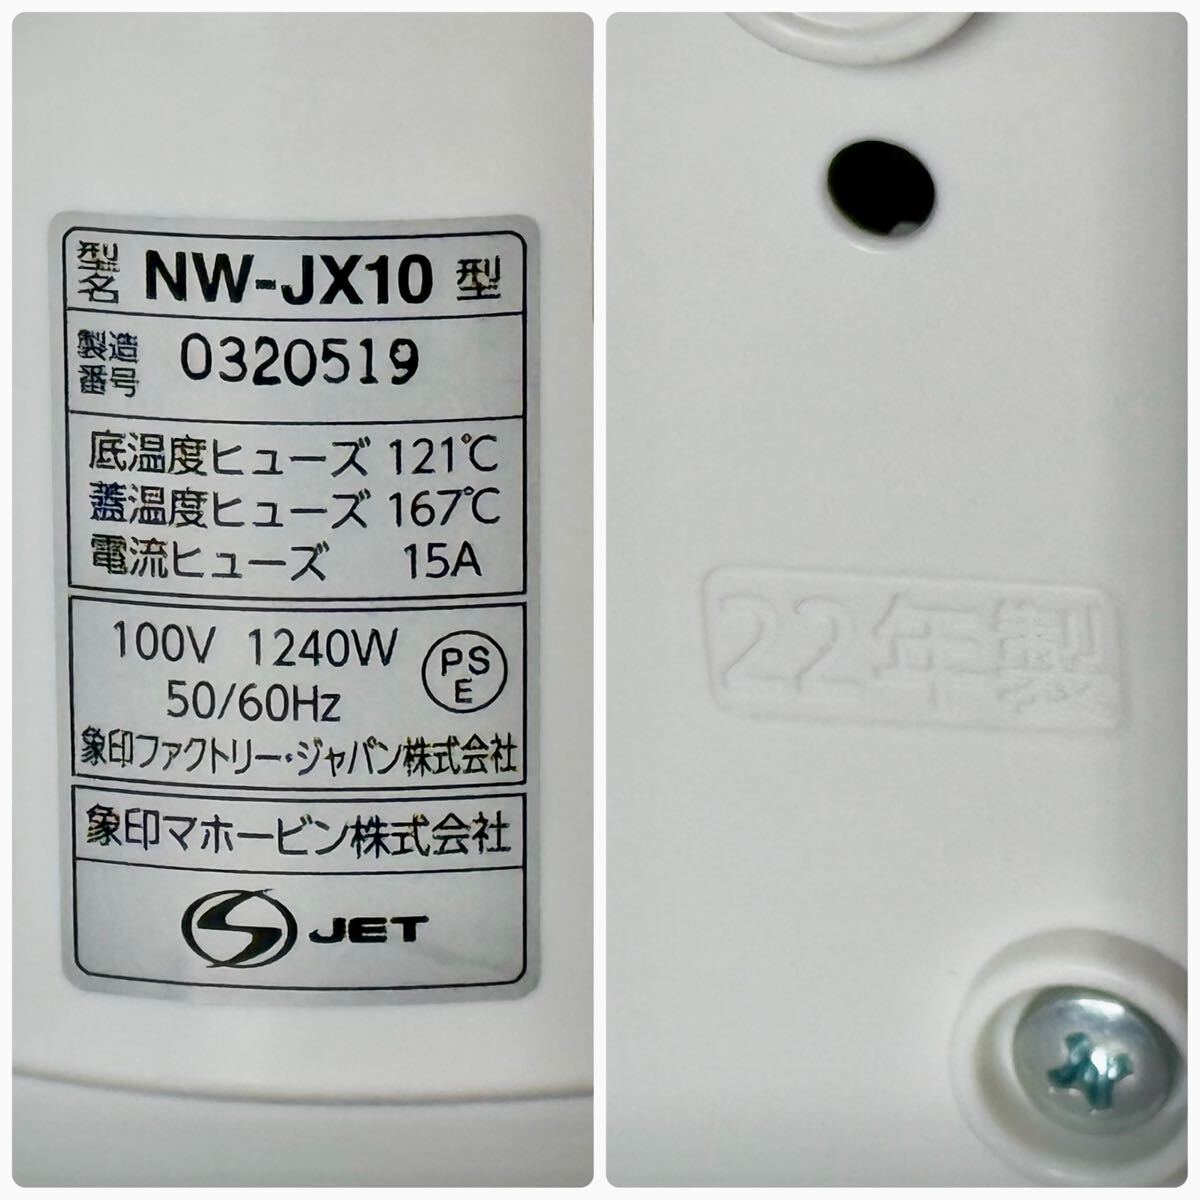 型名 NW-JX10 型
製造番号 0320519
底温度ヒューズ 121℃
蓋温度ヒューズ 167℃
電流ヒューズ 15A
100V 1240W
50/60Hz
PSE
象印ファクトリー・ジャパン株式会社
象印マホービン株式会社
S JET
22年製